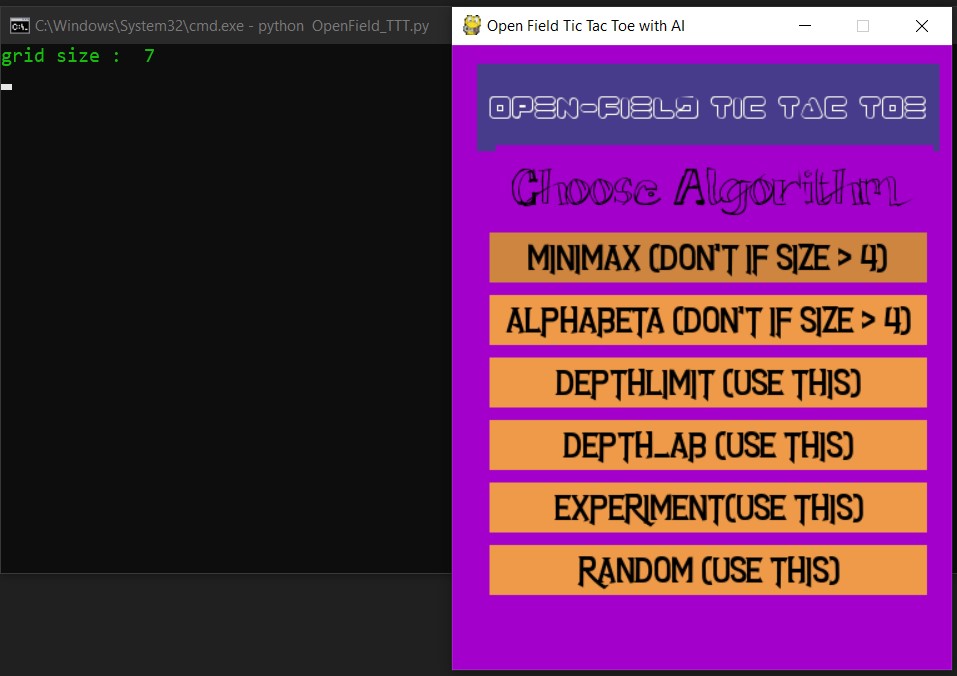 C:\Windows\System32\cmd.exe - python  OpenField_TTT.py
grid size :  7
Open Field Tic Tac Toe with AI
OPEN-FIELD TIC TAC TOE
Choose Algorithm
MINIMAX (DON'T IF SIZE > 4)
ALPHABETA (DON'T IF SIZE > 4)
DEPTHLIMIT (USE THIS)
DEPTH_AB (USE THIS)
EXPERIMENT(USE THIS)
RANDOM (USE THIS)